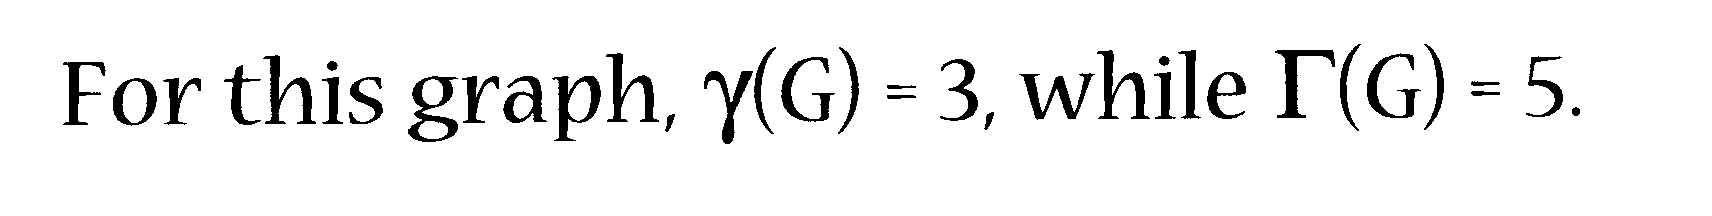 For this graph, γ(G) = 3, while Γ(G) = 5.